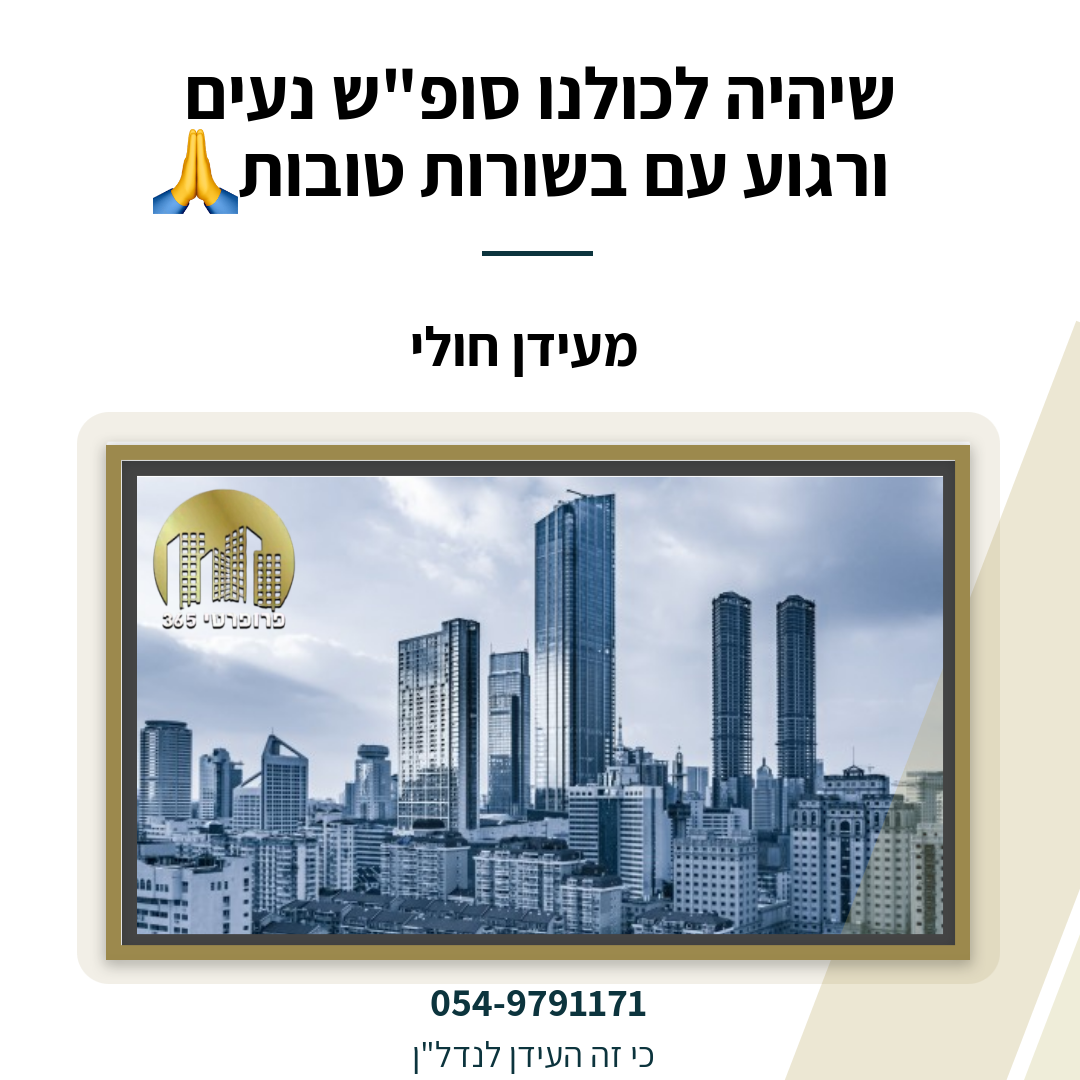 שיהיה לכולנו סופ"ש נעים
ורגוע עם בשורות טובות🙏
מעידן חולי
פרופרטי 365
054-9791171
כי זה העידן לנדל"ן